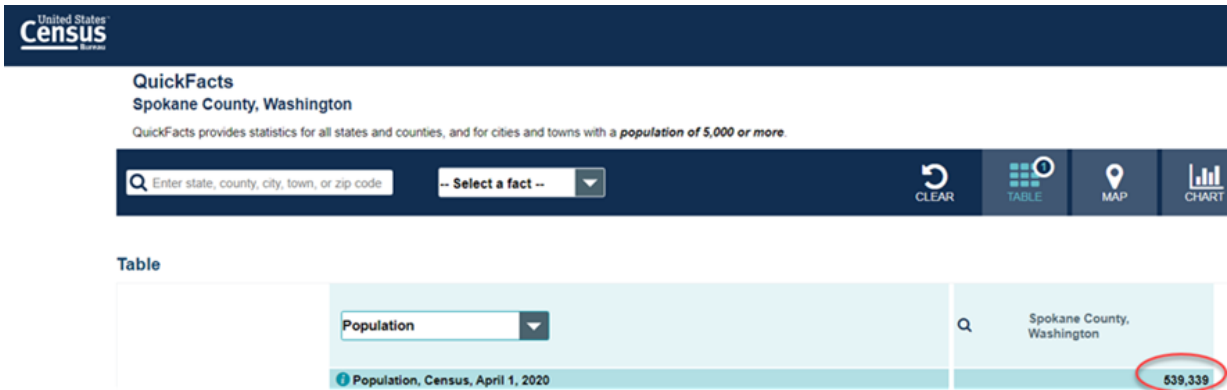 United States
Census
Bureau
QuickFacts
Spokane County, Washington
QuickFacts provides statistics for all states and counties, and for cities and towns with a population of 5,000 or more.
Enter state, county, city, town, or zip code
-- Select a fact --
CLEAR
1
TABLE
MAP
CHART
Table
Population
Spokane County,
Washington
Population, Census, April 1, 2020
539,339